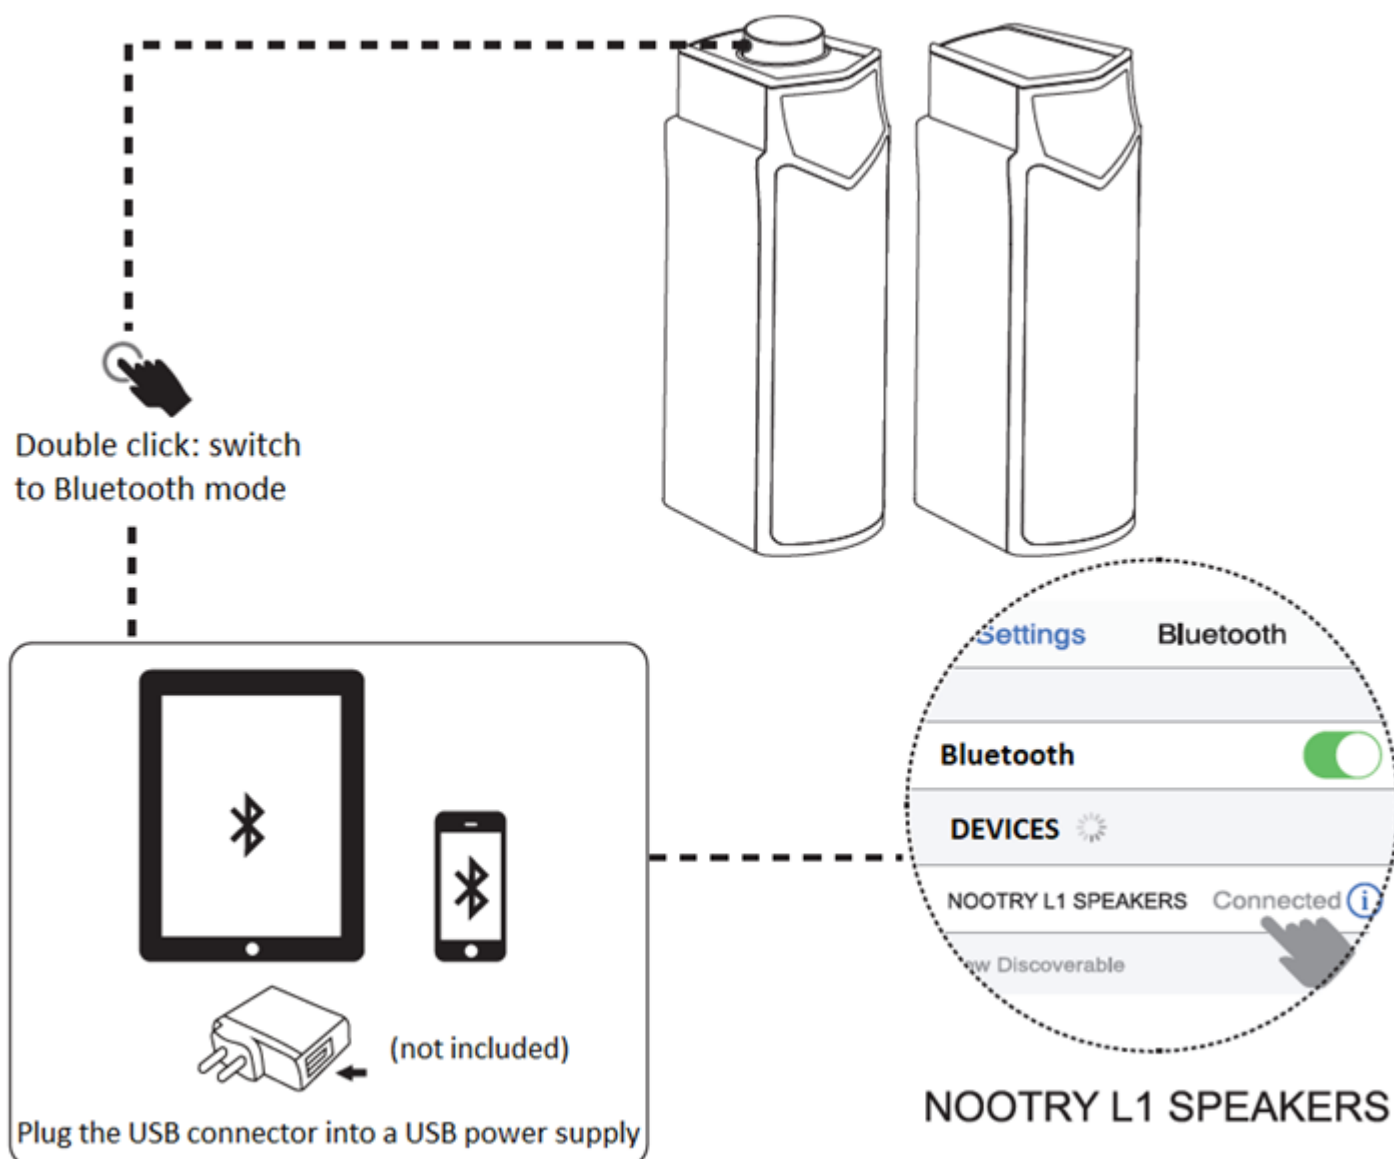 Double click: switch
to Bluetooth mode
(not included)
Plug the USB connector into a USB power supply
Settings Bluetooth
Bluetooth
DEVICES
NOOTRY L1 SPEAKERS Connected i
Discoverable
NOOTRY L1 SPEAKERS